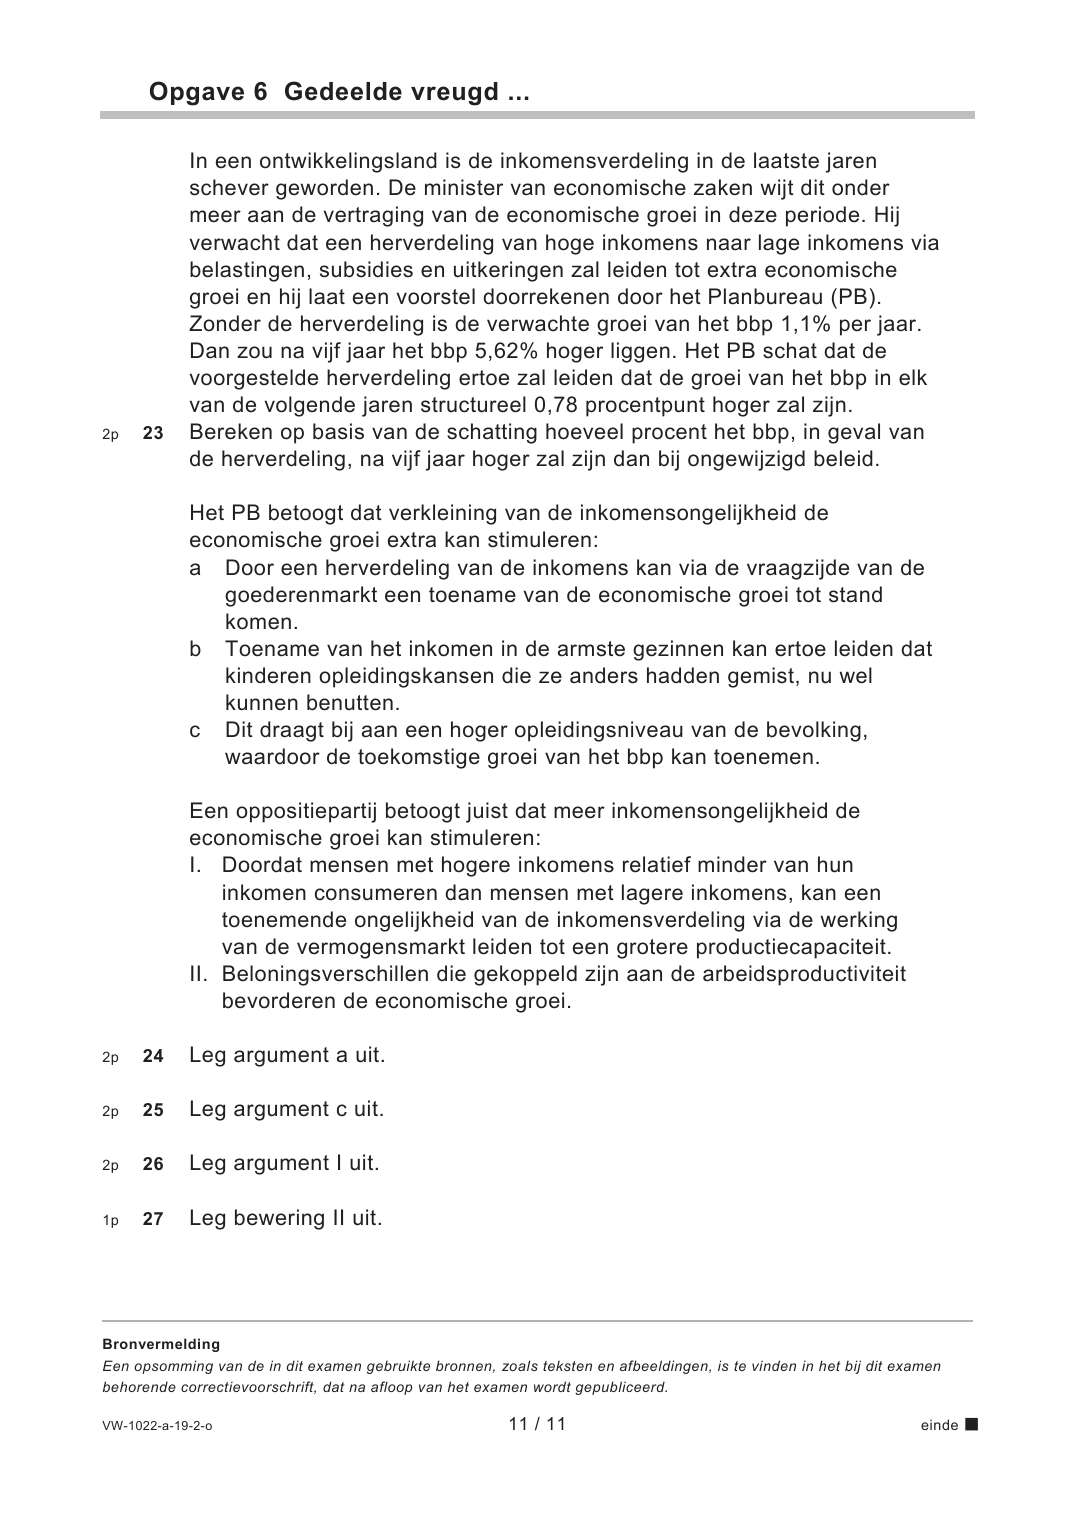 Opgave 6 Gedeelde vreugd ...
In een ontwikkelingsland is de inkomensverdeling in de laatste jaren
schever geworden. De minister van economische zaken wijt dit onder
meer aan de vertraging van de economische groei in deze periode. Hij
verwacht dat een herverdeling van hoge inkomens naar lage inkomens via
belastingen, subsidies en uitkeringen zal leiden tot extra economische
groei en hij laat een voorstel doorrekenen door het Planbureau (PB).
Zonder de herverdeling is de verwachte groei van het bbp 1,1% per jaar.
Dan zou na vijf jaar het bbp 5,62% hoger liggen. Het PB schat dat de
voorgestelde herverdeling ertoe zal leiden dat de groei van het bbp in elk
van de volgende jaren structureel 0,78 procentpunt hoger zal zijn.
2p 23 Bereken op basis van de schatting hoeveel procent het bbp, in geval van
de herverdeling, na vijf jaar hoger zal zijn dan bij ongewijzigd beleid.
Het PB betoogt dat verkleining van de inkomensongelijkheid de
economische groei extra kan stimuleren:
a Door een herverdeling van de inkomens kan via de vraagzijde van de
goederenmarkt een toename van de economische groei tot stand
komen.
b Toename van het inkomen in de armste gezinnen kan ertoe leiden dat
kinderen opleidingskansen die ze anders hadden gemist, nu wel
kunnen benutten.
c Dit draagt bij aan een hoger opleidingsniveau van de bevolking,
waardoor de toekomstige groei van het bbp kan toenemen.
Een oppositiepartij betoogt juist dat meer inkomensongelijkheid de
economische groei kan stimuleren:
I. Doordat mensen met hogere inkomens relatief minder van hun
inkomen consumeren dan mensen met lagere inkomens, kan een
toenemende ongelijkheid van de inkomensverdeling via de werking
van de vermogensmarkt leiden tot een grotere productiecapaciteit.
II. Beloningsverschillen die gekoppeld zijn aan de arbeidsproductiviteit
bevorderen de economische groei.
2p 24 Leg argument a uit.
2p 25 Leg argument c uit.
2p 26 Leg argument I uit.
1p 27 Leg bewering II uit.
Bronvermelding
Een opsomming van de in dit examen gebruikte bronnen, zoals teksten en afbeeldingen, is te vinden in het bij dit examen
behorende correctievoorschrift, dat na afloop van het examen wordt gepubliceerd.
VW-1022-a-19-2-o 11 / 11 einde ■